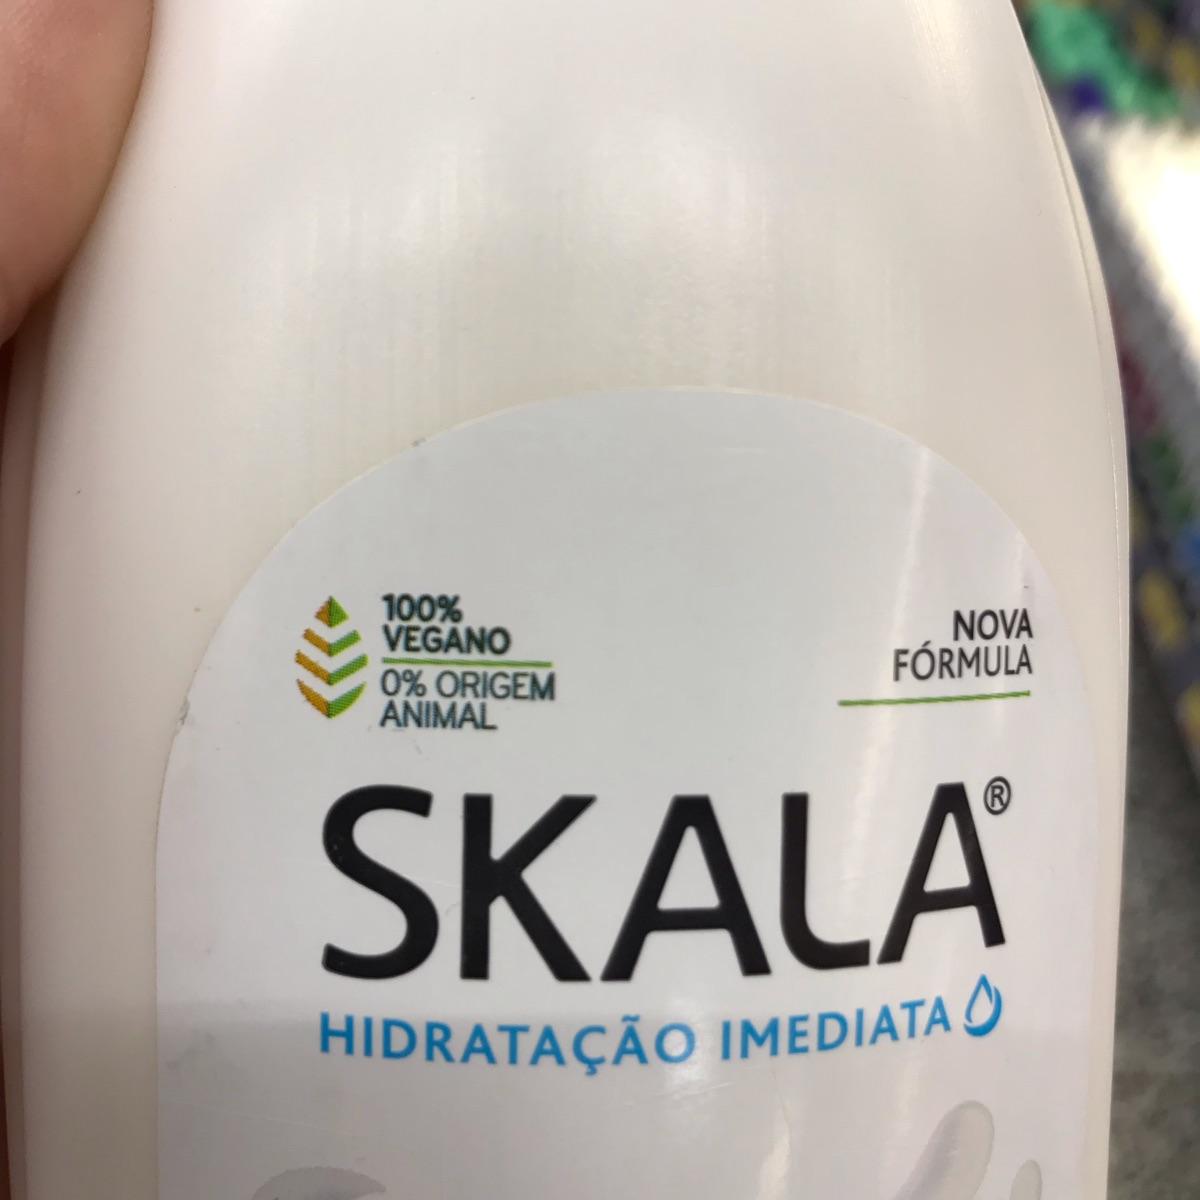 100%
VEGANO
0% ORIGEM
ANIMAL
NOVA
FÓRMULA
SKALA®
HIDRATAÇÃO IMEDIATA